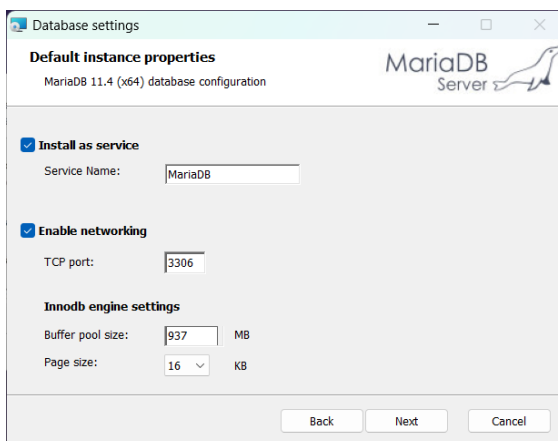 Database settings
Default instance properties
MariaDB 11.4 (x64) database configuration
MariaDB
Server
Install as service
Service Name: MariaDB
Enable networking
TCP port: 3306
Innodb engine settings
Buffer pool size: 937 MB
Page size: 16 KB
Back Next Cancel